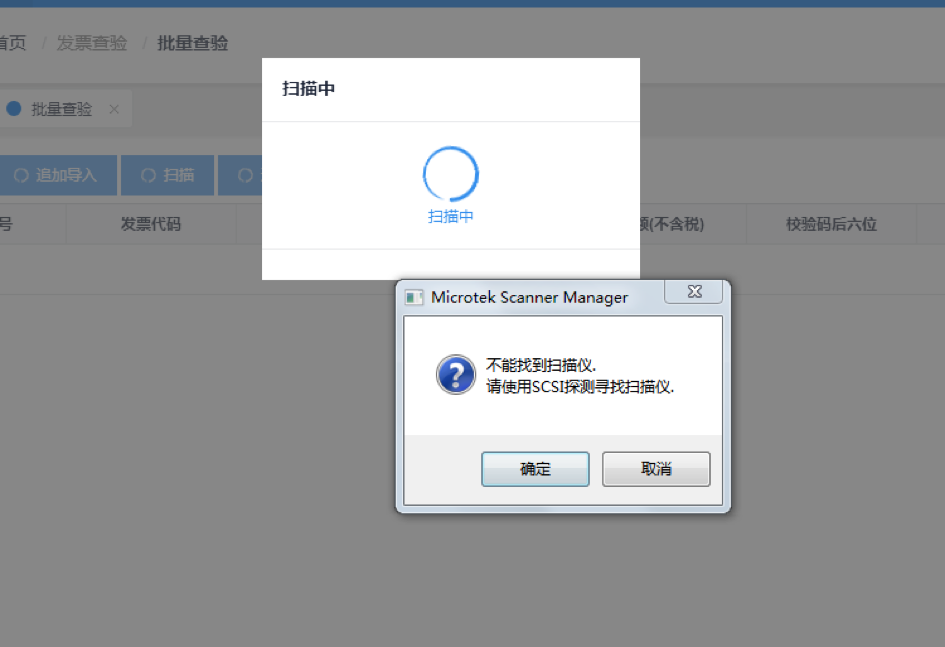 首页 / 发票查验 / 批量查验
扫描中
批量查验
追加导入
扫描
扫描中
号
发票代码
额(不含税)
校验码后六位
Microtek Scanner Manager
不能找到扫描仪.
请使用SCSI探测寻找扫描仪.
确定
取消